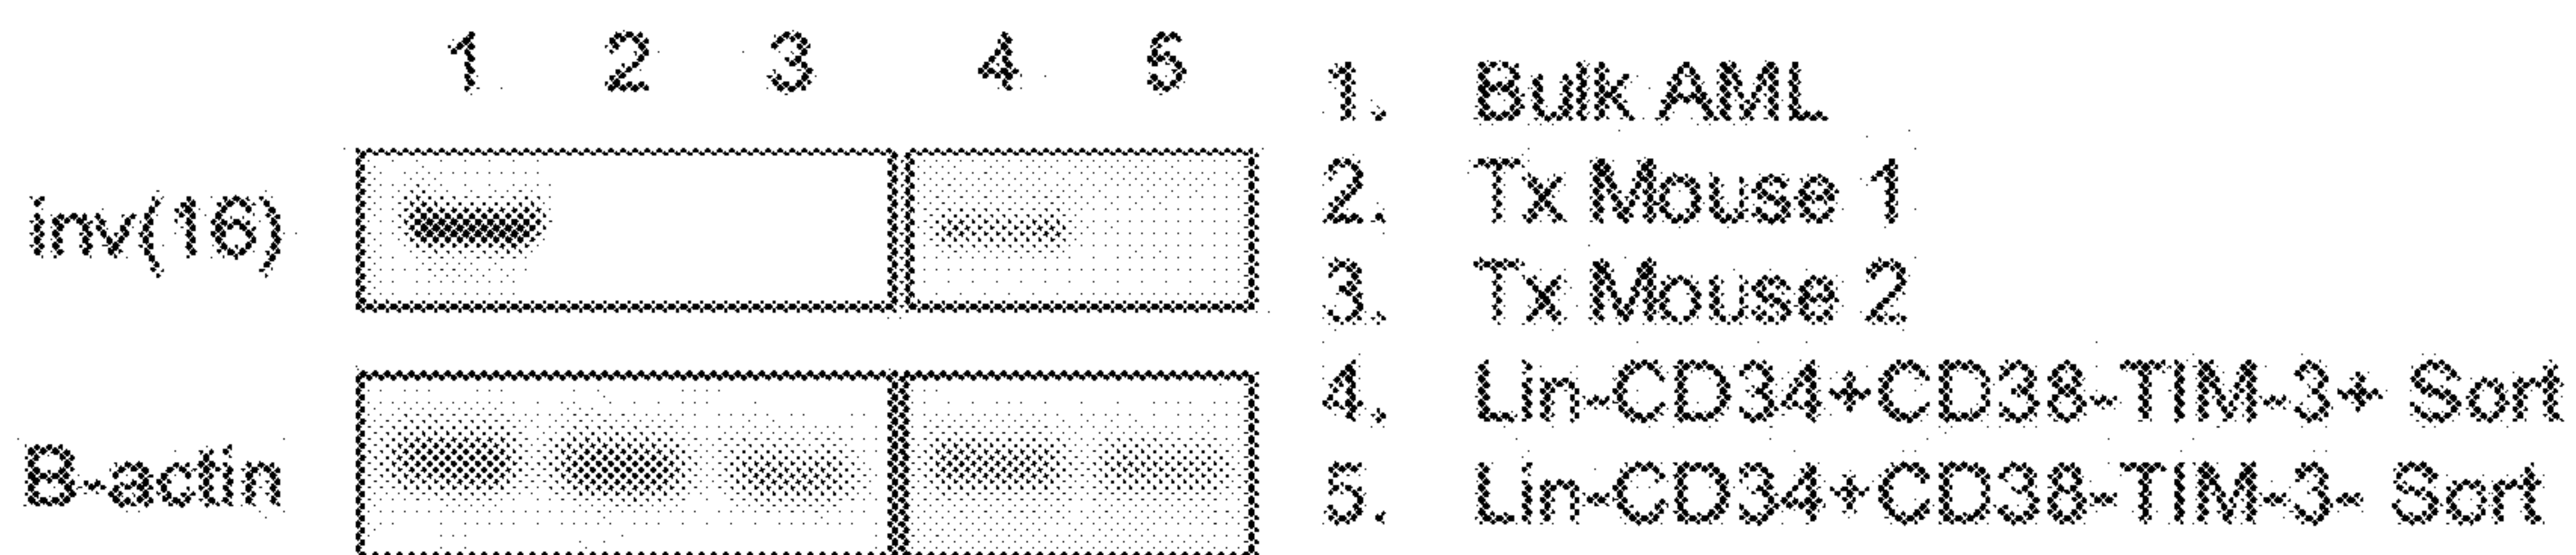 1 2 3 4 5
inv(16)
B-actin
1. Bulk AML
2. Tx Mouse 1
3. Tx Mouse 2
4. Lin-CD34+CD38-TIM-3+ Sort
5. Lin-CD34+CD38-TIM-3- Sort